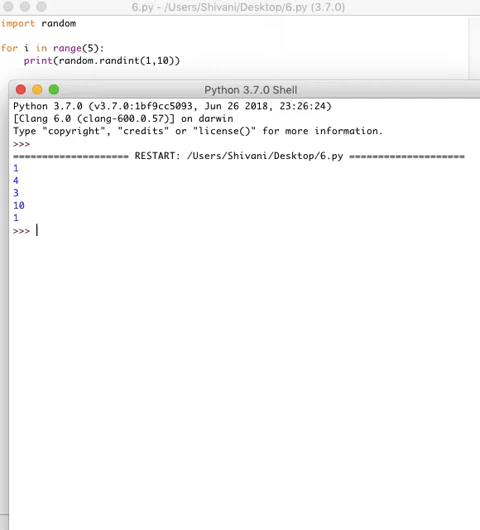 6.py - /Users/Shivani/Desktop/6.py (3.7.0)
import random
for i in range(5):
    print(random.randint(1,10))
Python 3.7.0 Shell
Python 3.7.0 (v3.7.0:1bf9cc5093, Jun 26 2018, 23:26:24)
[Clang 6.0 (clang-600.0.57)] on darwin
Type "copyright", "credits" or "license()" for more information.
>>>
==================== RESTART: /Users/Shivani/Desktop/6.py ====================
1
4
3
10
1
>>>